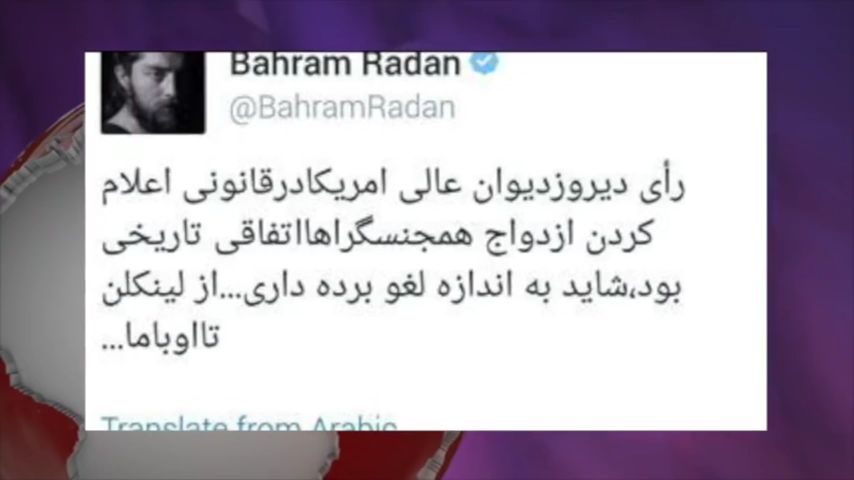 Bahram Radan
@BahramRadan
رأی دیروزدیوان عالی امریکادرقانونی اعلام
کردن ازدواج همجنسگراهااتفاقی تاریخی
بود،شاید به اندازه لغو برده داری...از لینکلن
تااوباما...
Translate from Arabic